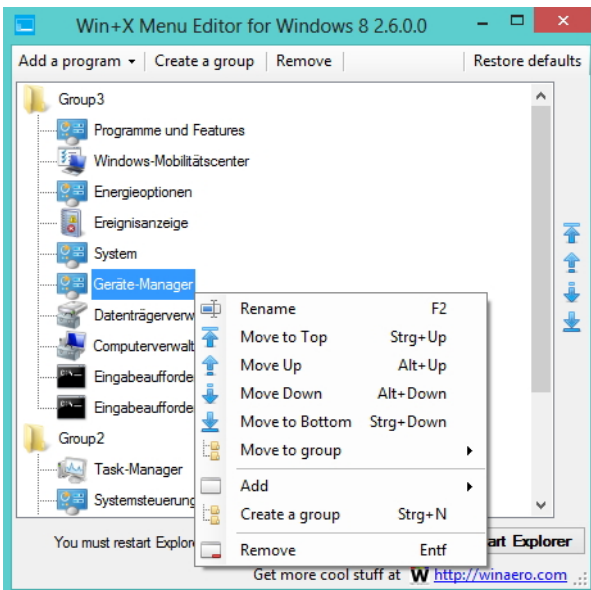 Win+X Menu Editor for Windows 8 2.6.0.0
Add a program Create a group Remove Restore defaults
Group3
Programme und Features
Windows-Mobilitätscenter
Energieoptionen
Ereignisanzeige
System
Geräte-Manager
Rename F2
Move to Top Strg+Up
Move Up Alt+Up
Move Down Alt+Down
Move to Bottom Strg+Down
Move to group
Add
Create a group Strg+N
Remove Entf
Group2
Task-Manager
You must restart
Explorer
Get more cool stuff at W http://winaero.com